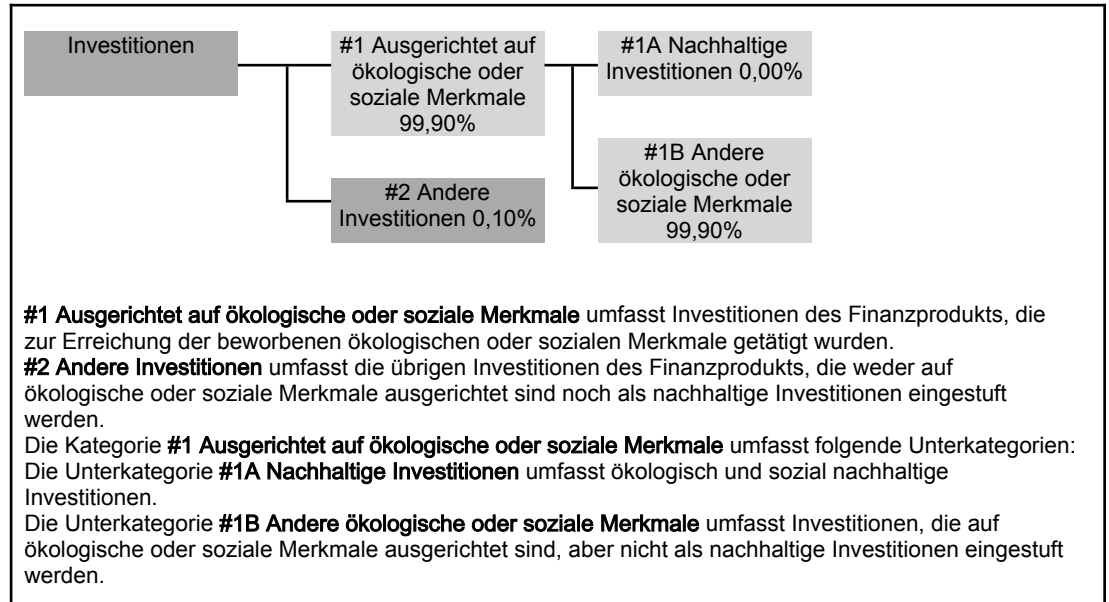 Investitionen
#1 Ausgerichtet auf
ökologische oder
soziale Merkmale
99,90%
#1A Nachhaltige
Investitionen 0,00%
#1B Andere
ökologische oder
soziale Merkmale
99,90%
#2 Andere
Investitionen 0,10%
#1 Ausgerichtet auf ökologische oder soziale Merkmale umfasst Investitionen des Finanzprodukts, die
zur Erreichung der beworbenen ökologischen oder sozialen Merkmale getätigt wurden.
#2 Andere Investitionen umfasst die übrigen Investitionen des Finanzprodukts, die weder auf
ökologische oder soziale Merkmale ausgerichtet sind noch als nachhaltige Investitionen eingestuft
werden.
Die Kategorie #1 Ausgerichtet auf ökologische oder soziale Merkmale umfasst folgende Unterkategorien:
Die Unterkategorie #1A Nachhaltige Investitionen umfasst ökologisch und sozial nachhaltige
Investitionen.
Die Unterkategorie #1B Andere ökologische oder soziale Merkmale umfasst Investitionen, die auf
ökologische oder soziale Merkmale ausgerichtet sind, aber nicht als nachhaltige Investitionen eingestuft
werden.